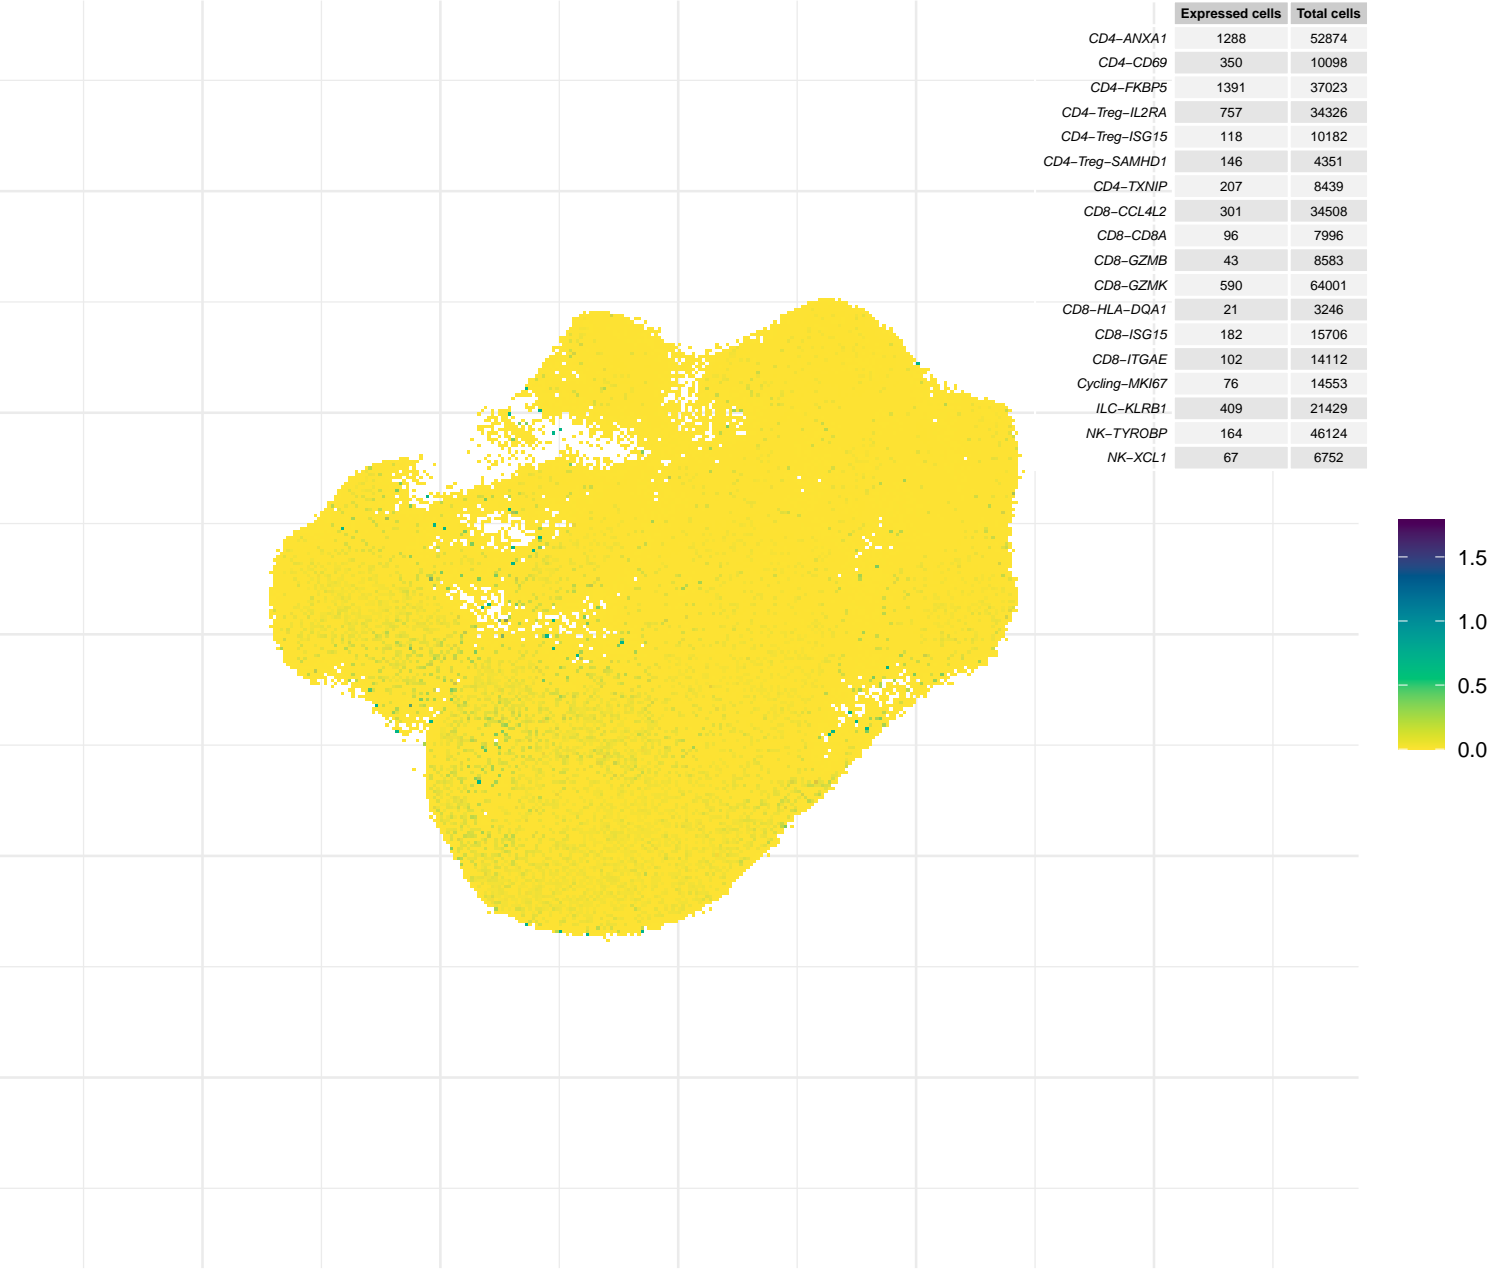 Expressed cells Total cells
CD4−ANXA1 1288 52874
CD4−CD69 350 10098
CD4−FKBP5 1391 37023
CD4−Treg−IL2RA 757 34326
CD4−Treg−ISG15 118 10182
CD4−Treg−SAMHD1 146 4351
CD4−TXNIP 207 8439
CD8−CCL4L2 301 34508
CD8−CD8A 96 7996
CD8−GZMB 43 8583
CD8−GZMK 590 64001
CD8−HLA−DQA1 21 3246
CD8−ISG15 182 15706
CD8−ITGAE 102 14112
Cycling−MKI67 76 14553
ILC−KLRB1 409 21429
NK−TYROBP 164 46124
NK−XCL1 67 6752
1.5
1.0
0.5
0.0